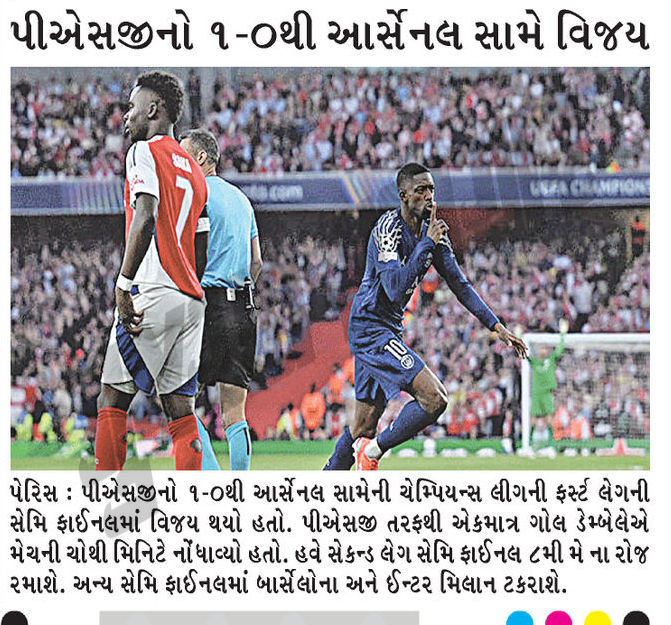 પીએસજીનો ૧-૦થી આર્સેનલ સામે વિજય
SAKA
7
.com
UEFA CHAMPIONS
10
પેરિસ : પીએસજીનો ૧-૦થી આર્સેનલ સામેની ચેમ્પિયન્સ લીગની ફર્સ્ટ લેગની
સેમિ ફાઈનલમાં વિજય થયો હતો. પીએસજી તરફથી એકમાત્ર ગોલ ડેમ્બેલેએ
મેચની ચોથી મિનિટે નોંધાવ્યો હતો. હવે સેકન્ડ લેગ સેમિ ફાઈનલ ૮મી મે ના રોજ
રમાશે. અન્ય સેમિ ફાઈનલમાં બાર્સેલોના અને ઈન્ટર મિલાન ટકરાશે.